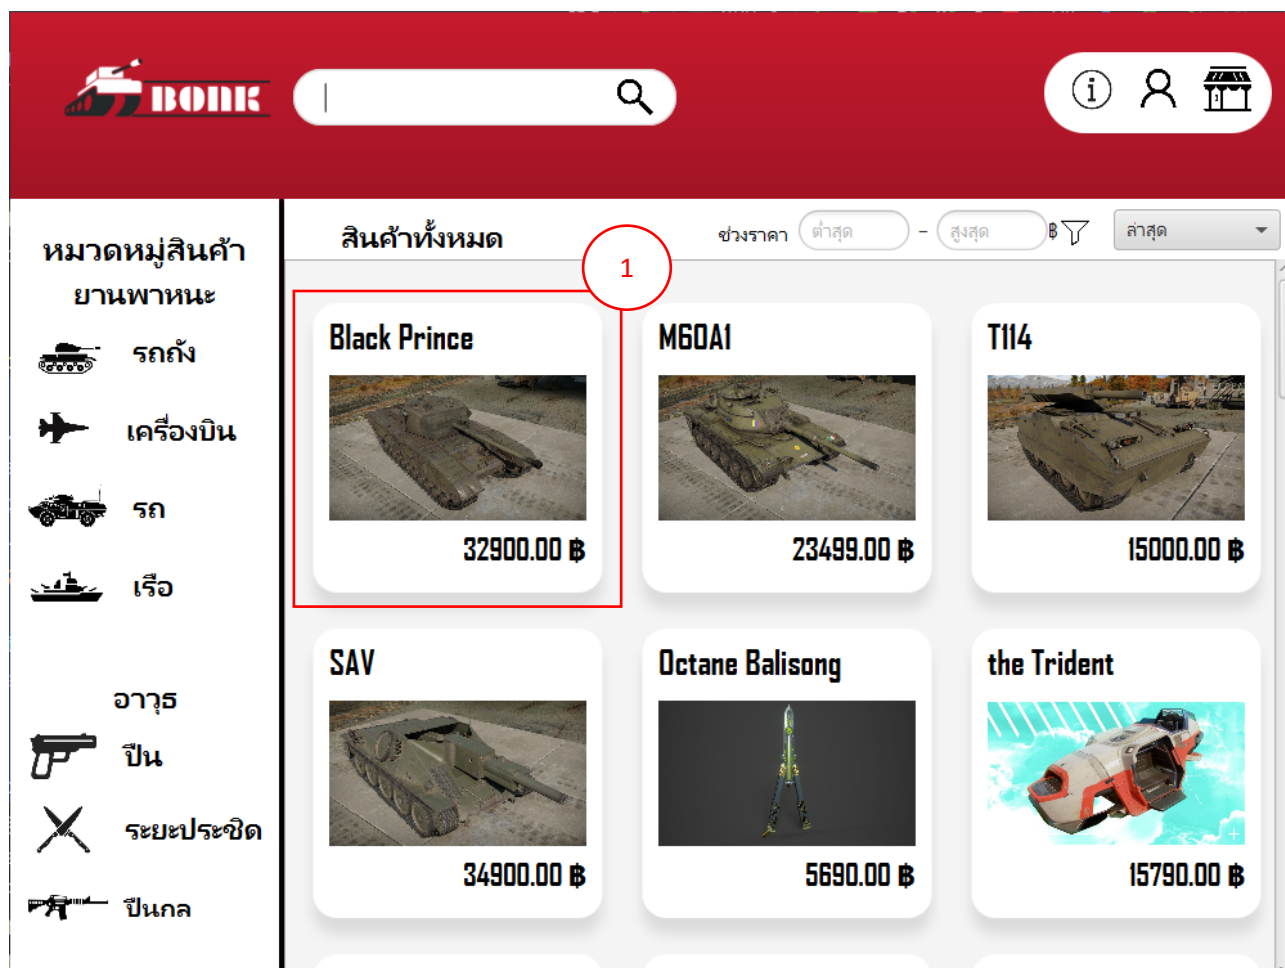 BONK
หมวดหมู่สินค้า
ยานพาหนะ
รถถัง
เครื่องบิน
รถ
เรือ
อาวุธ
ปืน
ระยะประชิด
ปืนกล
สินค้าทั้งหมด
ช่วงราคา ต่ำสุด - สูงสุด ฿ ล่าสุด
1
Black Prince
32900.00 ฿
M60A1
23499.00 ฿
T114
15000.00 ฿
SAV
34900.00 ฿
Octane Balisong
5690.00 ฿
the Trident
15790.00 ฿